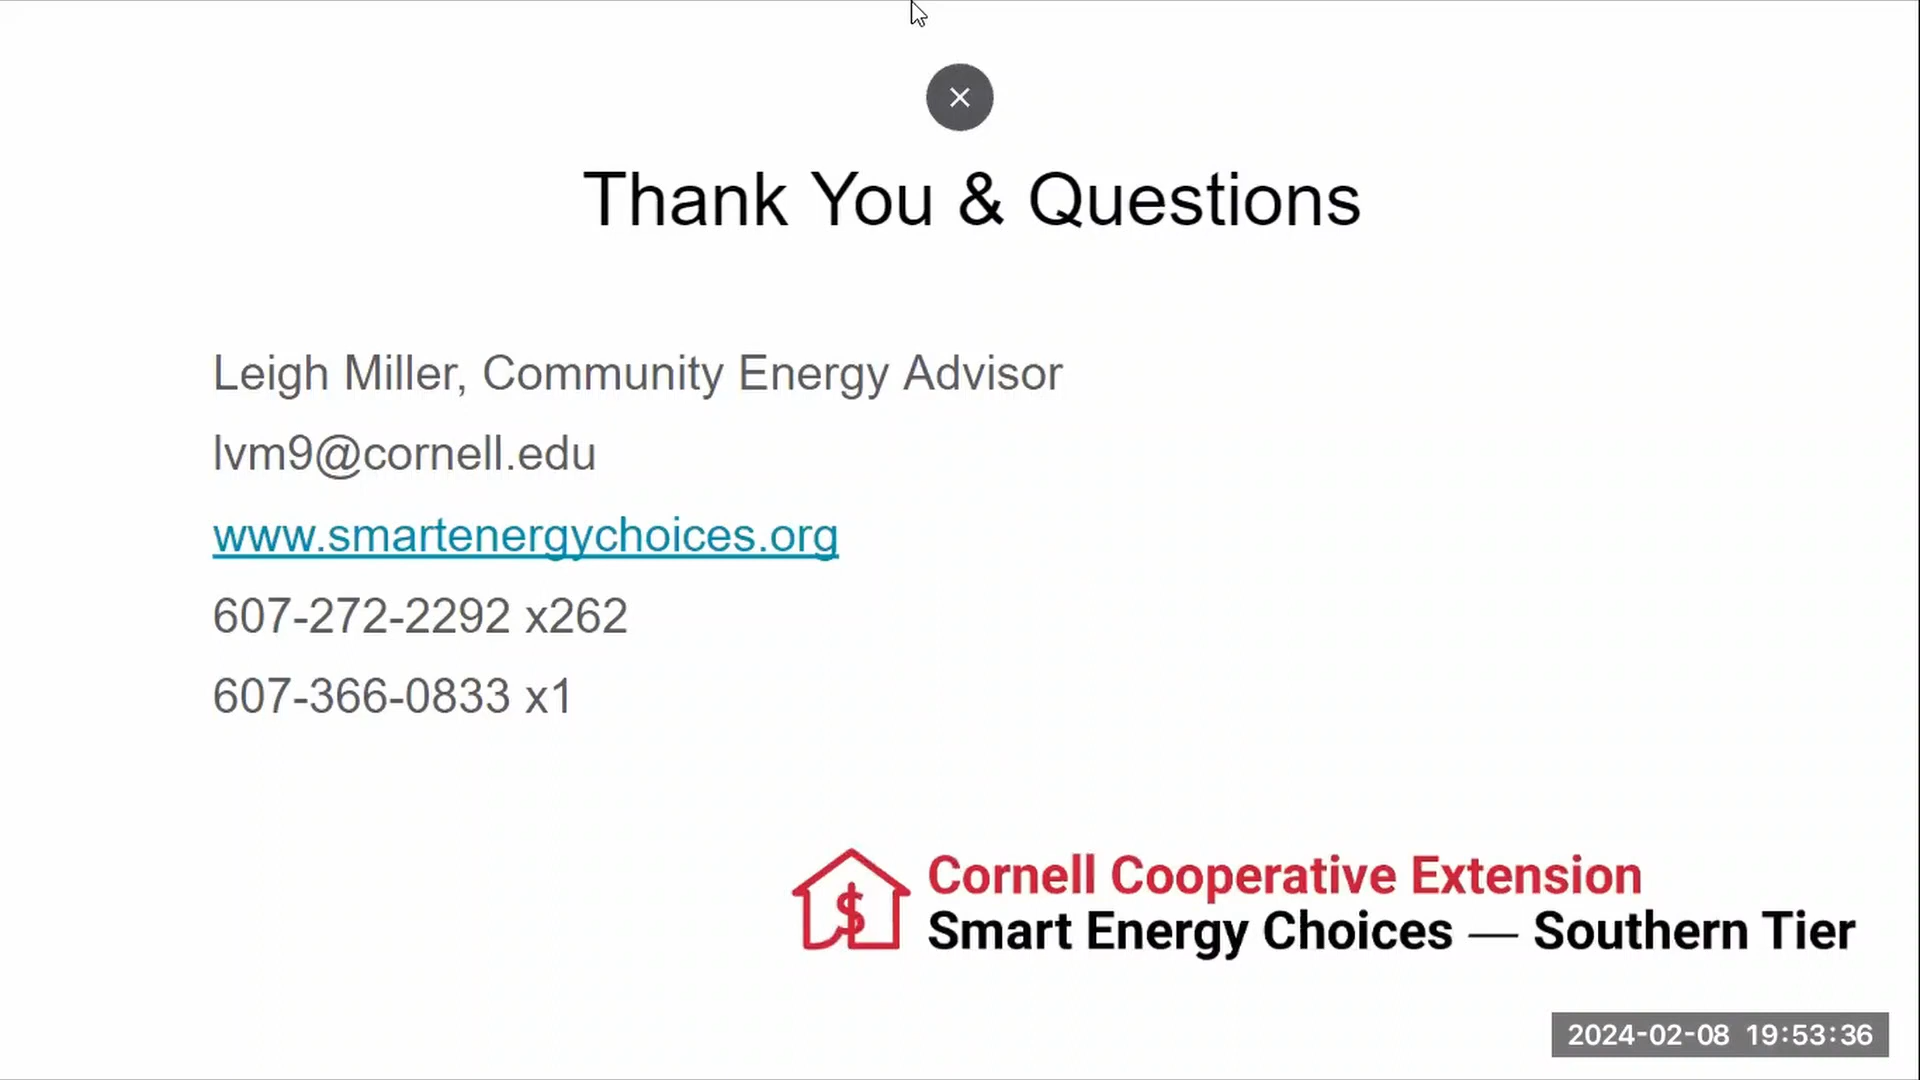 Thank You & Questions
Leigh Miller, Community Energy Advisor
lvm9@cornell.edu
www.smartenergychoices.org
607-272-2292 x262
607-366-0833 x1
Cornell Cooperative Extension
Smart Energy Choices — Southern Tier
2024-02-08 19:53:36